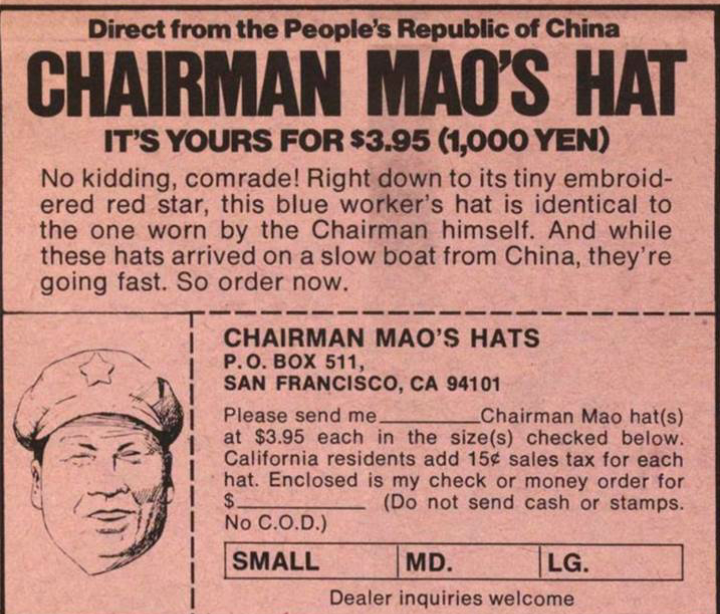 Direct from the People's Republic of China
CHAIRMAN MAO'S HAT
IT'S YOURS FOR $3.95 (1,000 YEN)
No kidding, comrade! Right down to its tiny embroid-
ered red star, this blue worker's hat is identical to
the one worn by the Chairman himself. And while
these hats arrived on a slow boat from China, they're
going fast. So order now.
CHAIRMAN MAO'S HATS
P.O. BOX 511,
SAN FRANCISCO, CA 94101
Please send me________Chairman Mao hat(s)
at $3.95 each in the size(s) checked below.
California residents add 15¢ sales tax for each
hat. Enclosed is my check or money order for
$__________ (Do not send cash or stamps.
No C.O.D.)
SMALL MD. LG.
Dealer inquiries welcome